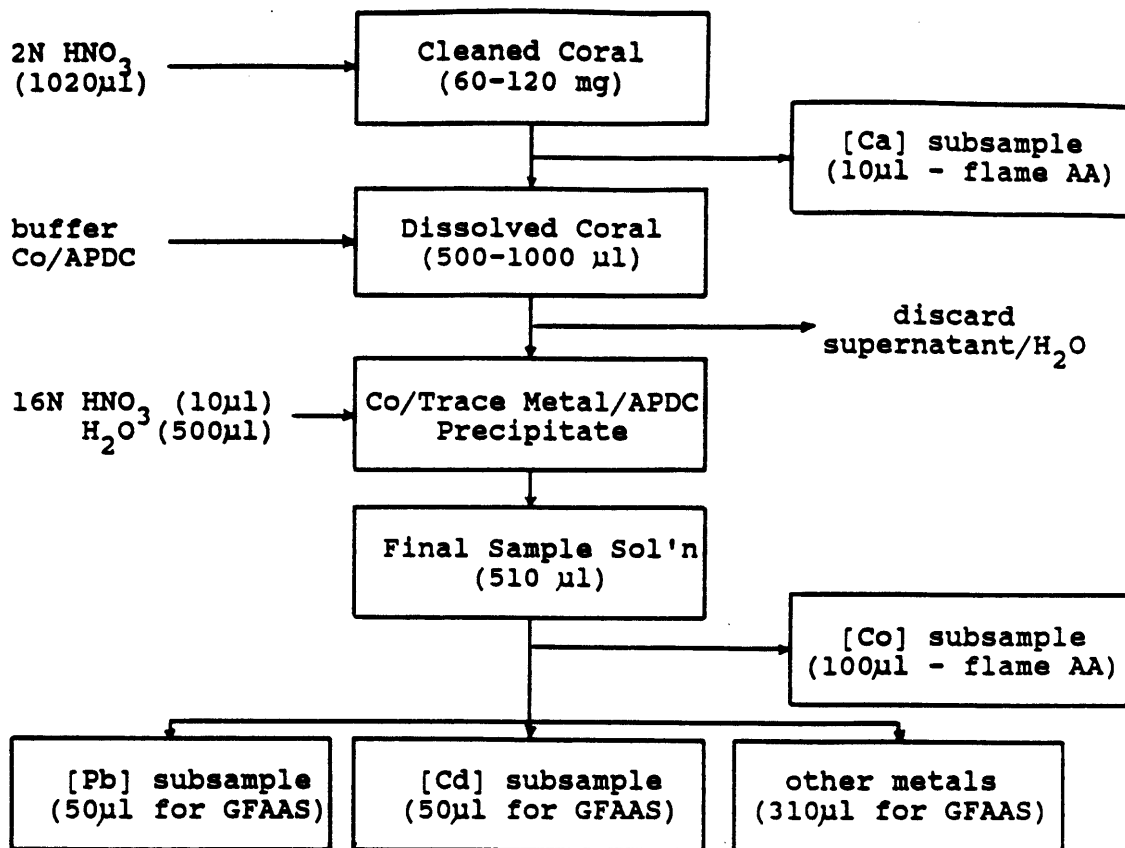 2N HNO₃
(1020µl)
Cleaned Coral
(60-120 mg)
[Ca] subsample
(10µl - flame AA)
buffer
Co/APDC
Dissolved Coral
(500-1000 µl)
discard
supernatant/H₂O
16N HNO₃ (10µl)
H₂O (500µl)
Co/Trace Metal/APDC
Precipitate
Final Sample Sol'n
(510 µl)
[Co] subsample
(100µl - flame AA)
[Pb] subsample
(50µl for GFAAS)
[Cd] subsample
(50µl for GFAAS)
other metals
(310µl for GFAAS)